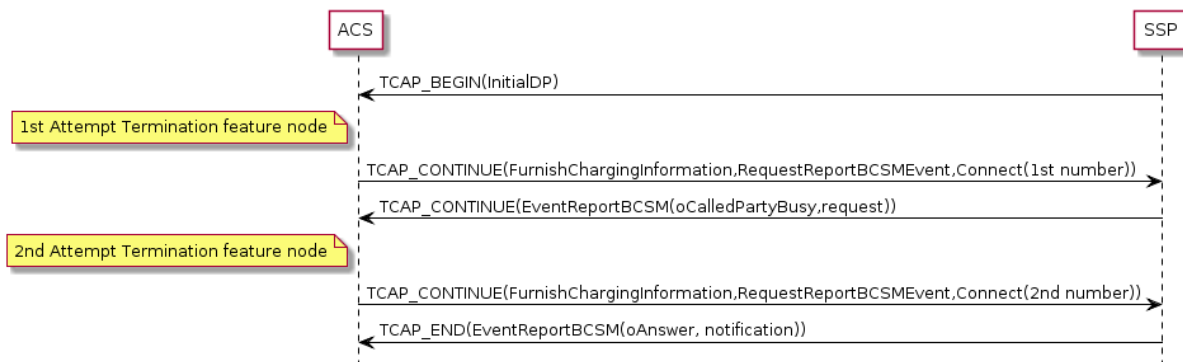 ACS SSP
TCAP_BEGIN(InitialDP)
1st Attempt Termination feature node
TCAP_CONTINUE(FurnishChargingInformation,RequestReportBCSMEvent,Connect(1st number))
TCAP_CONTINUE(EventReportBCSM(oCalledPartyBusy,request))
2nd Attempt Termination feature node
TCAP_CONTINUE(FurnishChargingInformation,RequestReportBCSMEvent,Connect(2nd number))
TCAP_END(EventReportBCSM(oAnswer, notification))